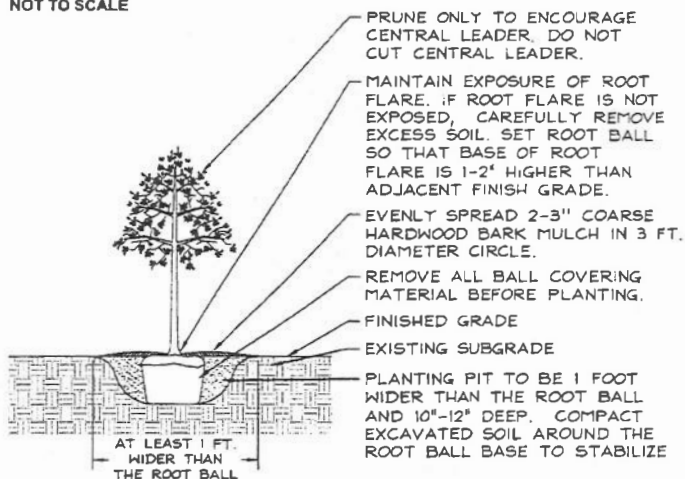 NOT TO SCALE
PRUNE ONLY TO ENCOURAGE
CENTRAL LEADER. DO NOT
CUT CENTRAL LEADER.
MAINTAIN EXPOSURE OF ROOT
FLARE. IF ROOT FLARE IS NOT
EXPOSED, CAREFULLY REMOVE
EXCESS SOIL. SET ROOT BALL
SO THAT BASE OF ROOT
FLARE IS 1-2" HIGHER THAN
ADJACENT FINISH GRADE.
EVENLY SPREAD 2-3" COARSE
HARDWOOD BARK MULCH IN 3 FT.
DIAMETER CIRCLE.
REMOVE ALL BALL COVERING
MATERIAL BEFORE PLANTING.
FINISHED GRADE
EXISTING SUBGRADE
PLANTING PIT TO BE 1 FOOT
WIDER THAN THE ROOT BALL
AND 10"-12" DEEP. COMPACT
EXCAVATED SOIL AROUND THE
ROOT BALL BASE TO STABILIZE
AT LEAST 1 FT.
WIDER THAN
THE ROOT BALL